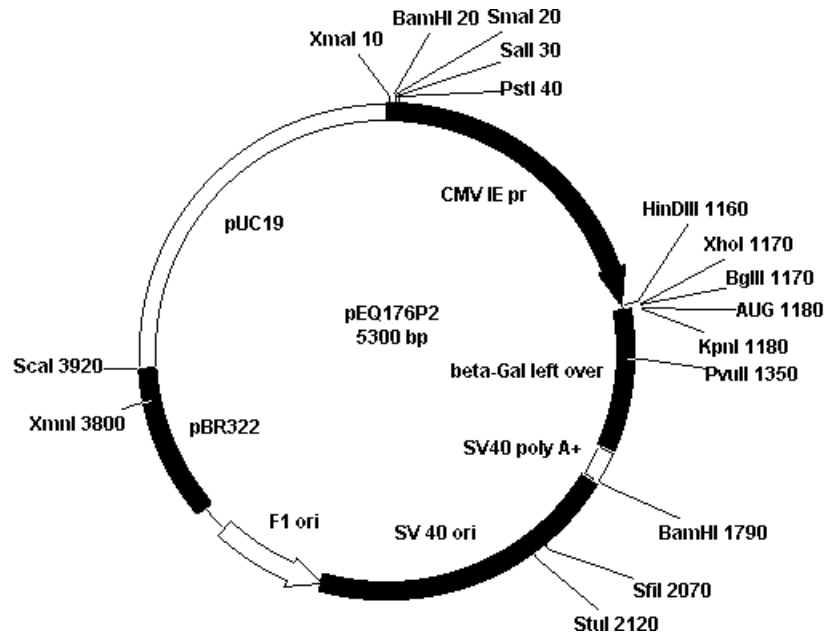 BamHI 20
SmaI 20
XmaI 10
SalI 30
PstI 40
CMV IE pr
HinDIII 1160
XhoI 1170
BglII 1170
AUG 1180
KpnI 1180
PvuII 1350
pUC19
pEQ176P2
5300 bp
beta-Gal left over
ScaI 3920
XmnI 3800
pBR322
SV40 poly A+
F1 ori
SV 40 ori
BamHI 1790
SfiI 2070
StuI 2120